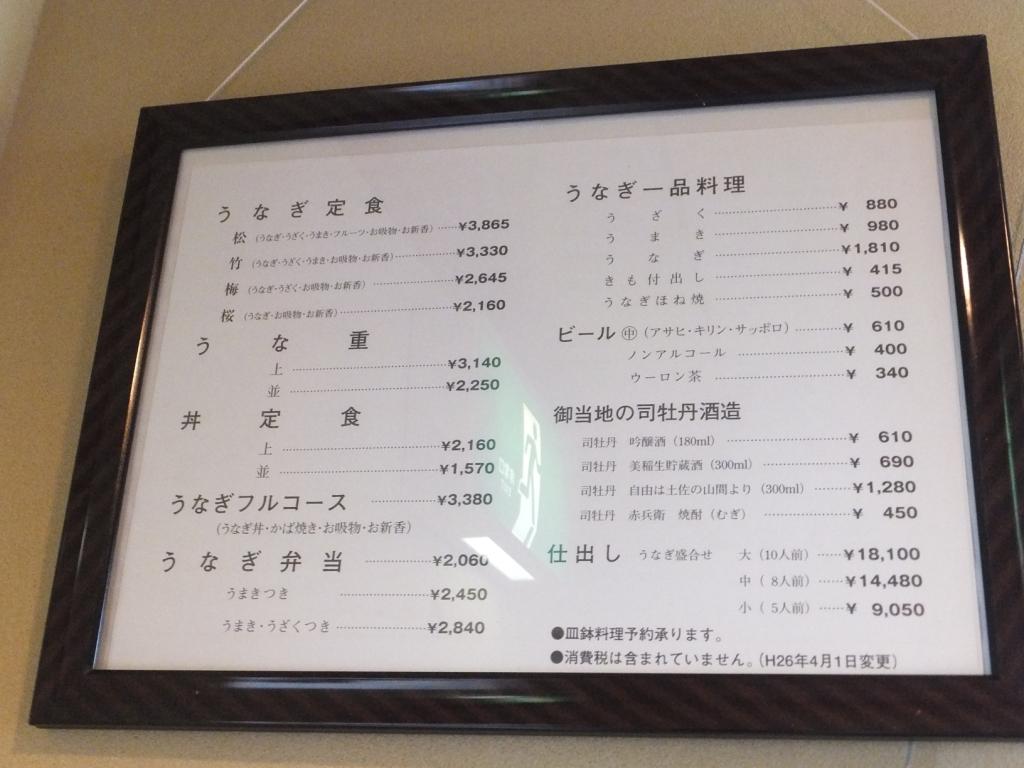 うなぎ定食
松 (うなぎ・うざく・うまき・フルーツ・お吸物・お新香) ¥3,865
竹 (うなぎ・うざく・うまき・お吸物・お新香) ¥3,330
梅 (うなぎ・うざく・お吸物・お新香) ¥2,645
桜 (うなぎ・お吸物・お新香) ¥2,160
うな重
上 ¥3,140
並 ¥2,250
丼定食
上 ¥2,160
並 ¥1,570
うなぎフルコース ¥3,380
(うなぎ丼・かば焼き・お吸物・お新香)
うなぎ弁当 ¥2,060
うまきつき ¥2,450
うまき・うざくつき ¥2,840
うなぎ一品料理
うざく ¥ 880
うまき ¥ 980
うなぎ ¥1,810
きも付出し ¥ 415
うなぎほね焼 ¥ 500
ビール㊥(アサヒ・キリン・サッポロ) ¥ 610
ノンアルコール ¥ 400
ウーロン茶 ¥ 340
御当地の司牡丹酒造
司牡丹 吟醸酒(180ml) ¥ 610
司牡丹 美稲生貯蔵酒(300ml) ¥ 690
司牡丹 自由は土佐の山間より(300ml) ¥1,280
司牡丹 赤兵衛 焼酎(むぎ) ¥ 450
仕出し うなぎ盛合せ 大(10人前) ¥18,100
中( 8人前) ¥14,480
小( 5人前) ¥ 9,050
●皿鉢料理予約承ります。
●消費税は含まれていません。(H26年4月1日変更)